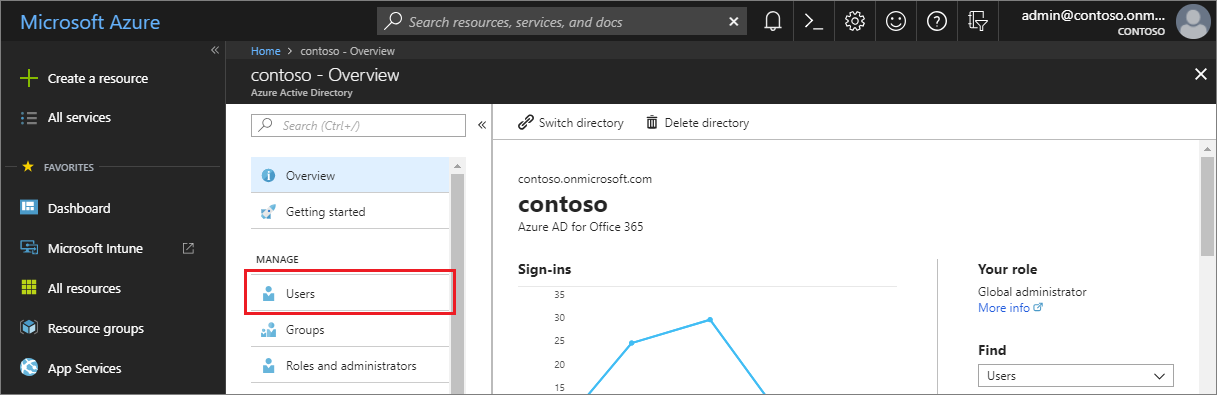 Microsoft Azure
Search resources, services, and docs
admin@contoso.onm...
CONTOSO
Create a resource
All services
FAVORITES
Dashboard
Microsoft Intune
All resources
Resource groups
App Services
Home > contoso - Overview
contoso - Overview
Azure Active Directory
Search (Ctrl+/)
Overview
Getting started
MANAGE
Users
Groups
Roles and administrators
Switch directory
Delete directory
contoso.onmicrosoft.com
contoso
Azure AD for Office 365
Sign-ins
35
30
25
20
15
Your role
Global administrator
More info
Find
Users